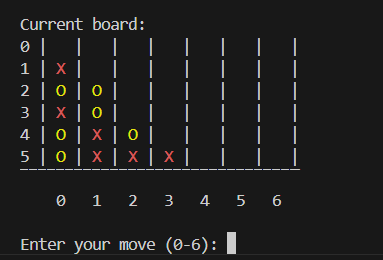 Current board:
0 |   |   |   |   |   |   |   |
1 | X |   |   |   |   |   |   |
2 | O | O |   |   |   |   |   |
3 | X | O |   |   |   |   |   |
4 | O | X | O |   |   |   |   |
5 | O | X | X | X |   |   |   |
0 1 2 3 4 5 6
Enter your move (0-6):